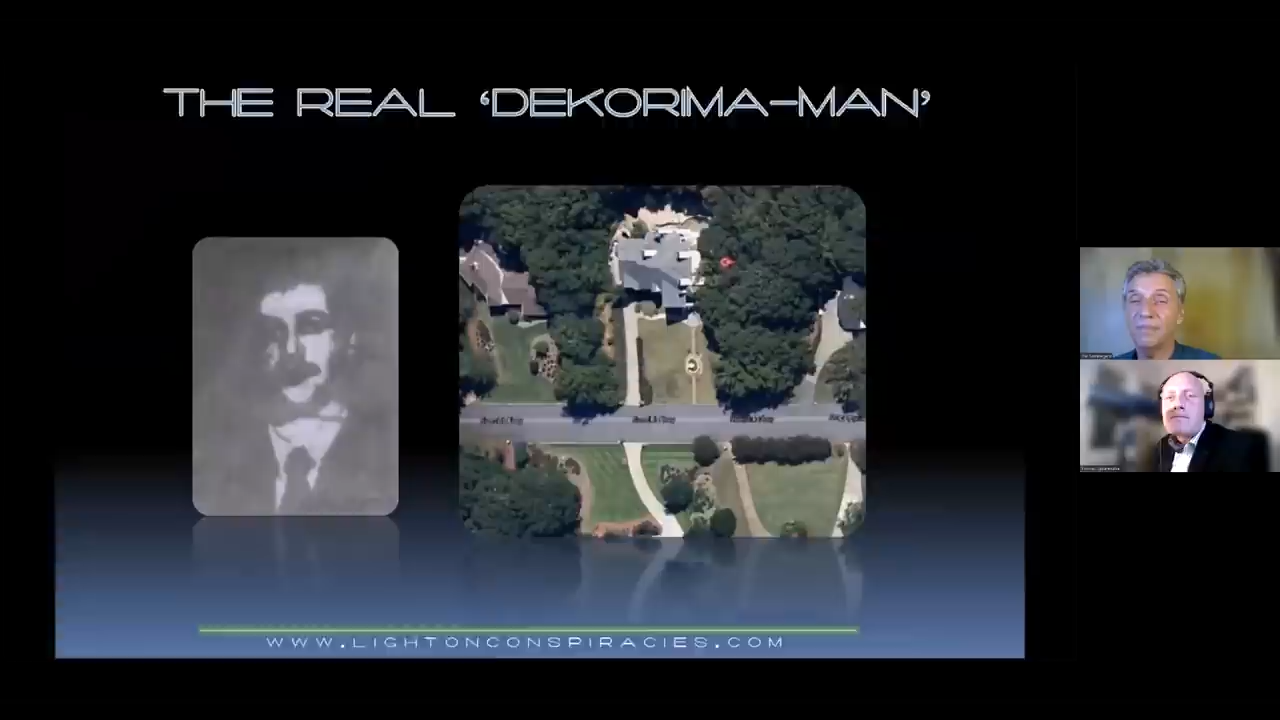 THE REAL ‘DEKORIMA-MAN’
WWW.LIGHTONCONSPIRACIES.COM